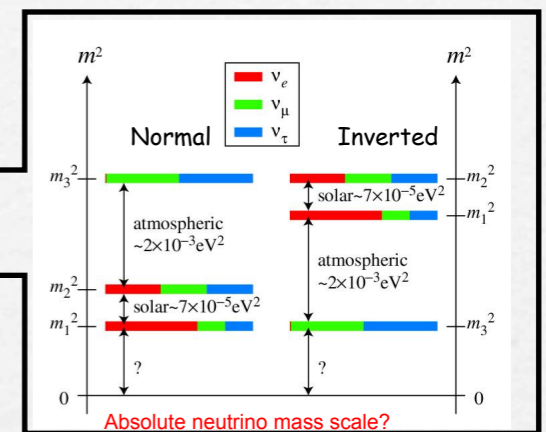 m² m²
νe
νμ
ντ
Normal Inverted
m₃² m₂²
solar~7×10⁻⁵eV²
m₁²
atmospheric
~2×10⁻³eV²
atmospheric
~2×10⁻³eV²
m₂²
solar~7×10⁻⁵eV²
m₁² m₃²
? ?
0 0
Absolute neutrino mass scale?